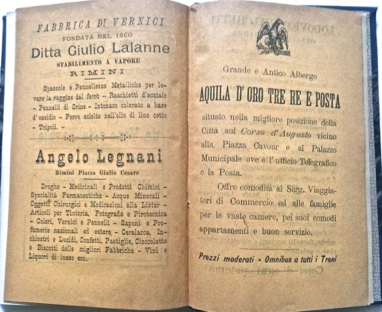 FABBRICA DI VERNICI
FONDATA NEL 1800
Ditta Giulio Lalanne
STABILIMENTO A VAPORE
RIMINI
Spazzole e Pennellesse Metalliche per le-
vare la ruggine dal ferro - Raschietti d'acciaio
- Pennelli di Crine - Intonaco colorato a base
d'ossidio - Puro cotto nell'olio di lino cotto
- Tripoli. -
Angelo Legnani
Rimini Piazza Giulio Cesare
Droghe - Medicinali e Prodotti Chimici -
Specialità Farmaceutiche - Acque Minerali -
Oggetti Chirurgici e Medicazioni alla Lister -
Articoli per Tintoria, Fotografia e Pirotecnica
- Colori, Vernici e Pennelli - Saponi e Pro-
fumerie nazionali ed estere - Ceralacca, In-
chiostri e Lucidi, Confetti, Pastiglie, Cioccolatte
e Biscotti delle migliori Fabbriche - Vini e
Liquori di lusso ecc.
Grande e Antico Albergo
AQUILA D'ORO TRE RE E POSTA
situato nella migliore posizione della
Città sul Corso d'Augusto vicino
alla Piazza Cavour e al Palazzo
Municipale ove è l'ufficio Telegrafico
e la Posta.
Offre comodità ai Sigg. Viaggia-
tori di Commercio ed alle famiglie
per le vaste camere, pei suoi comodi
appartamenti e buon servizio.
Prezzi moderati - Omnibus a tutti i Treni